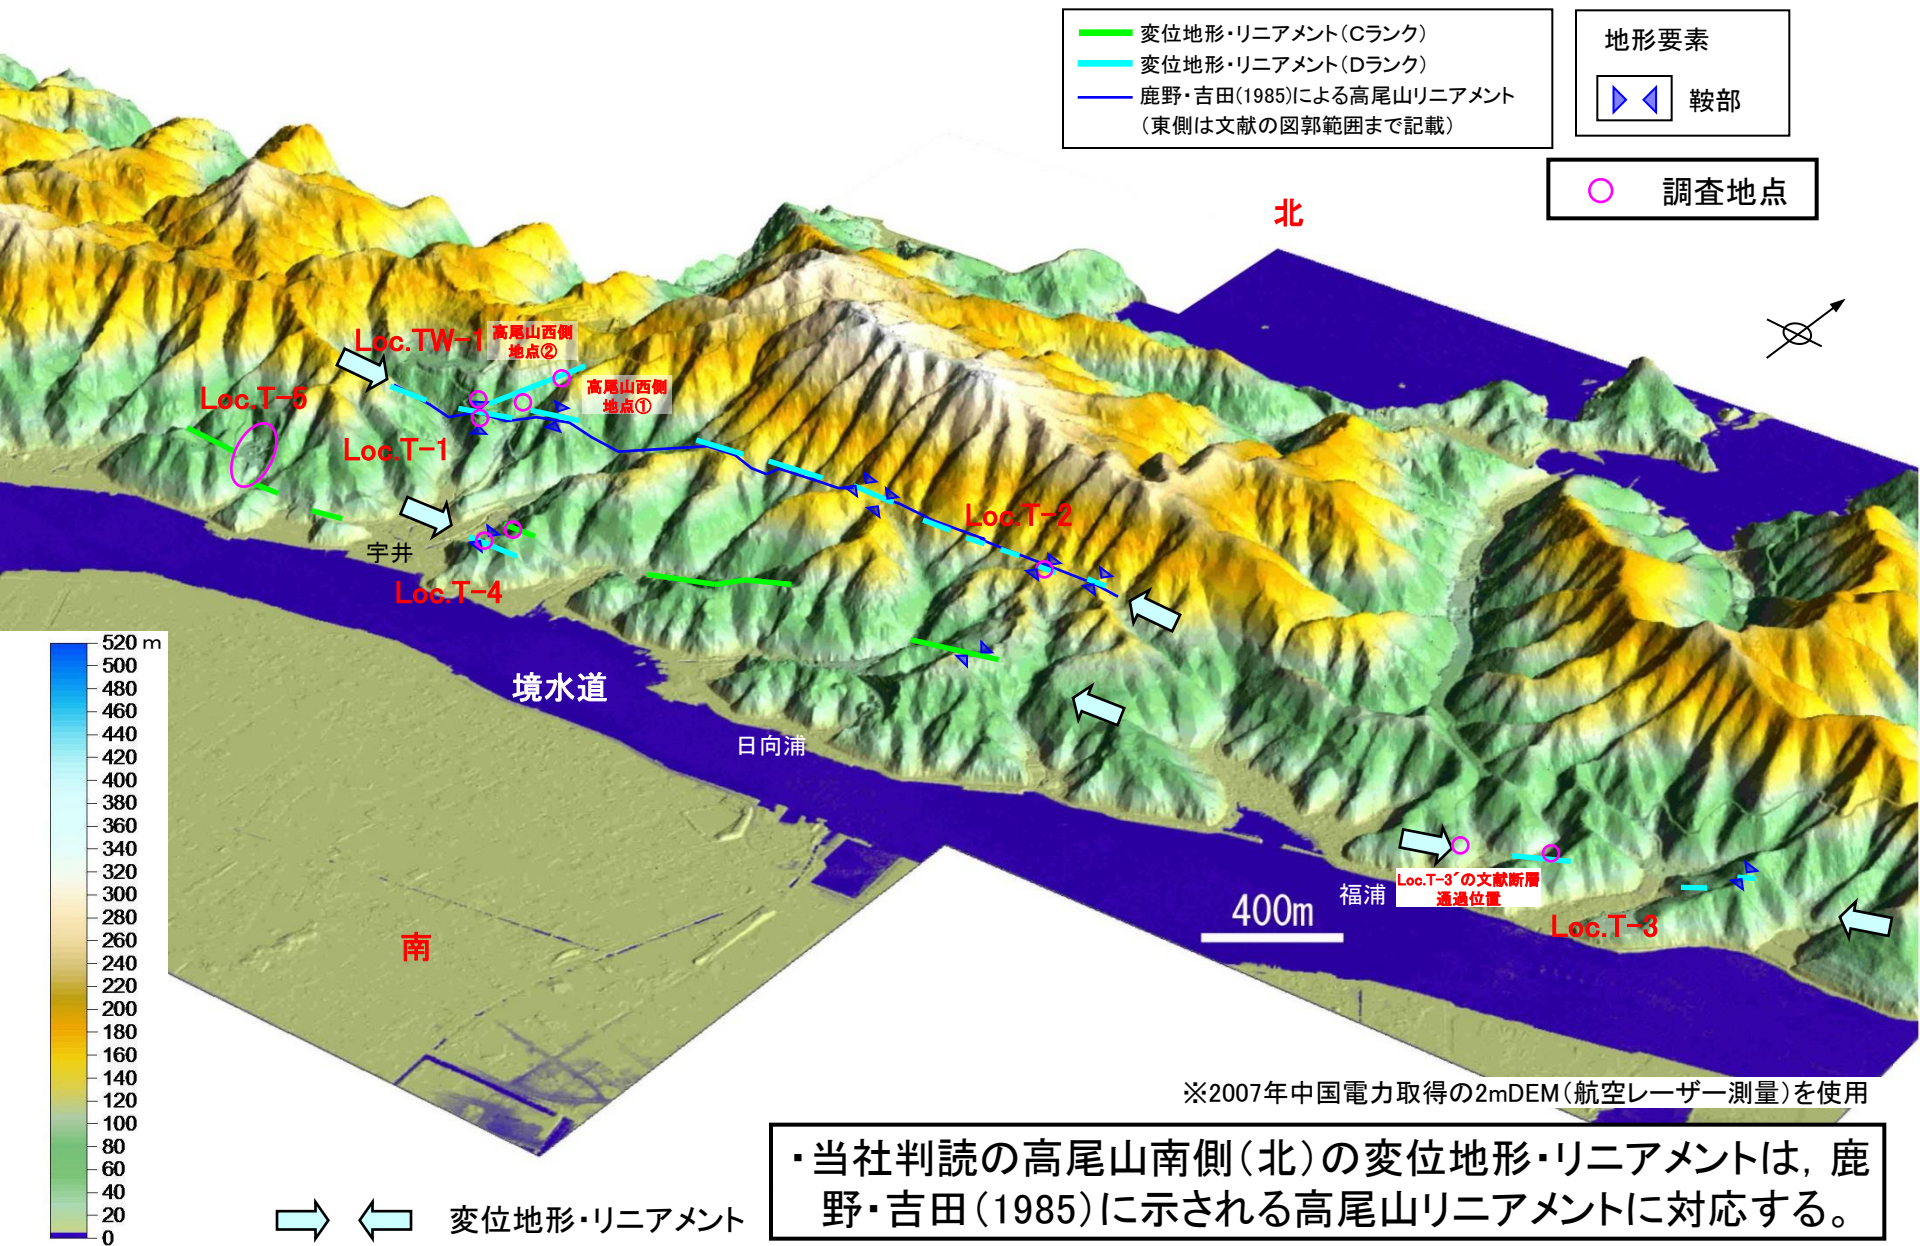 変位地形・リニアメント(Cランク)
変位地形・リニアメント(Dランク)
鹿野・吉田(1985)による高尾山リニアメント
(東側は文献の図郭範囲まで記載)
地形要素
鞍部
調査地点
北
Loc.TW-1
高尾山西側
地点②
高尾山西側
地点①
Loc.T-5
Loc.T-1
Loc.T-2
宇井
Loc.T-4
境水道
日向浦
福浦
Loc.T-3´の文献断層
通過位置
Loc.T-3
400m
南
520 m
500
480
460
440
420
400
380
360
340
320
300
280
260
240
220
200
180
160
140
120
100
80
60
40
20
0
※2007年中国電力取得の2mDEM(航空レーザー測量)を使用
・当社判読の高尾山南側(北)の変位地形・リニアメントは,鹿
野・吉田(1985)に示される高尾山リニアメントに対応する。
変位地形・リニアメント